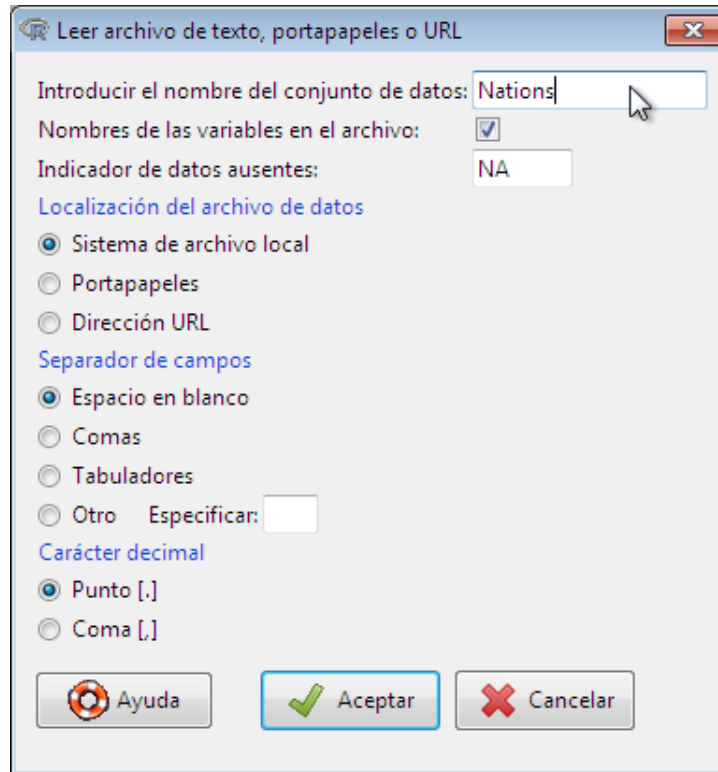 Leer archivo de texto, portapapeles o URL
Introducir el nombre del conjunto de datos: Nations
Nombres de las variables en el archivo:
Indicador de datos ausentes: NA
Localización del archivo de datos
Sistema de archivo local
Portapapeles
Dirección URL
Separador de campos
Espacio en blanco
Comas
Tabuladores
Otro Especificar:
Carácter decimal
Punto [.]
Coma [,]
Ayuda Aceptar Cancelar